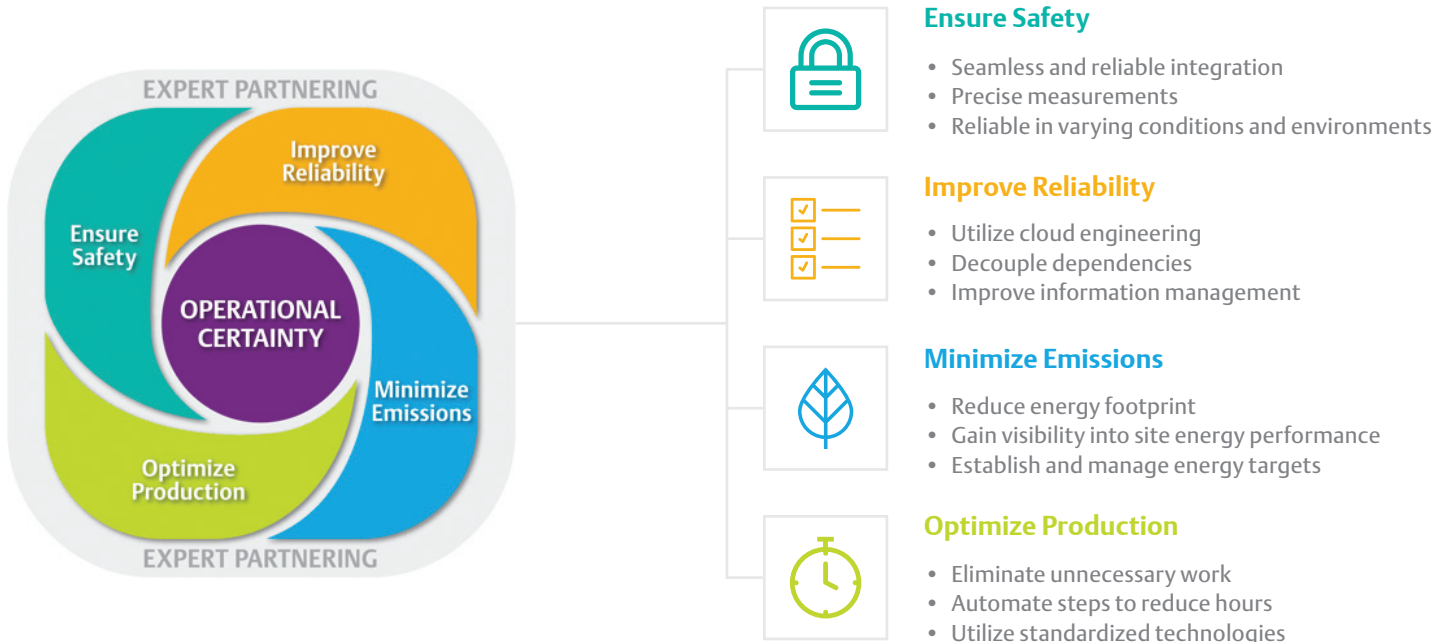 EXPERT PARTNERING
Improve
Reliability
Ensure
Safety
OPERATIONAL
CERTAINTY
Minimize
Emissions
Optimize
Production
EXPERT PARTNERING
Ensure Safety
• Seamless and reliable integration
• Precise measurements
• Reliable in varying conditions and environments
Improve Reliability
• Utilize cloud engineering
• Decouple dependencies
• Improve information management
Minimize Emissions
• Reduce energy footprint
• Gain visibility into site energy performance
• Establish and manage energy targets
Optimize Production
• Eliminate unnecessary work
• Automate steps to reduce hours
• Utilize standardized technologies